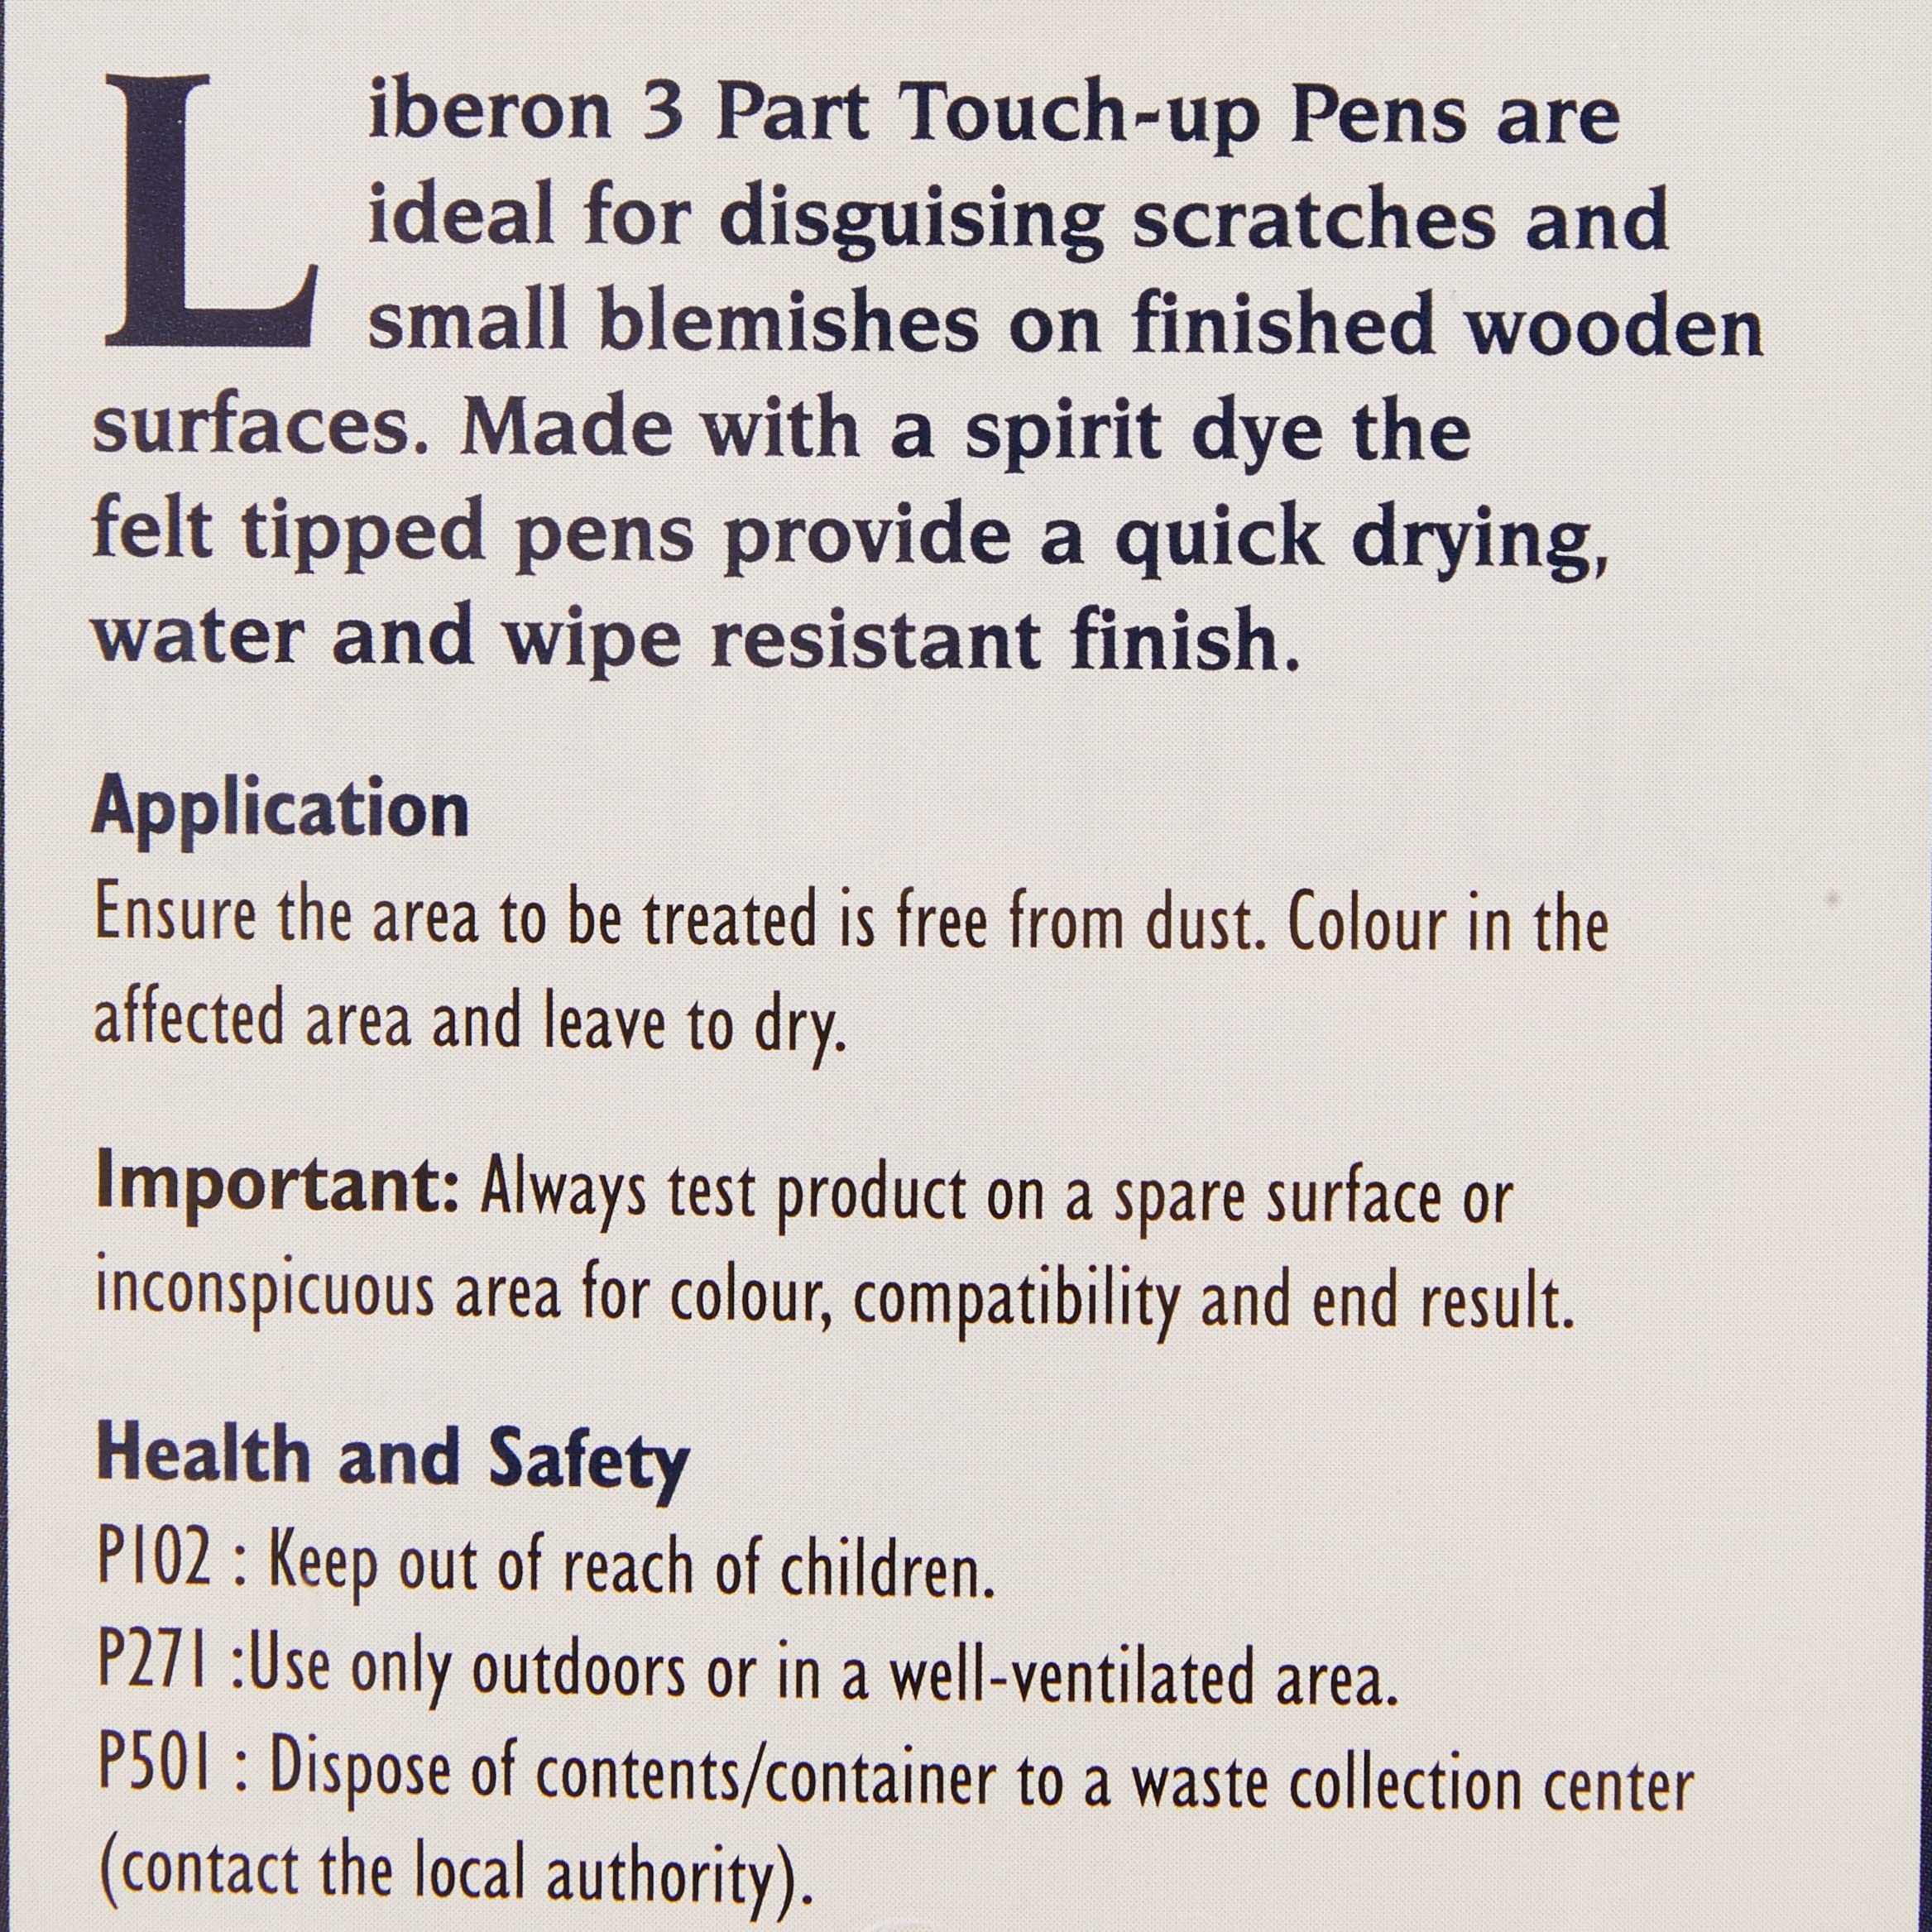 Liberon 3 Part Touch-up Pens are
ideal for disguising scratches and
small blemishes on finished wooden
surfaces. Made with a spirit dye the
felt tipped pens provide a quick drying,
water and wipe resistant finish.
Application
Ensure the area to be treated is free from dust. Colour in the
affected area and leave to dry.
Important: Always test product on a spare surface or
inconspicuous area for colour, compatibility and end result.
Health and Safety
P102 : Keep out of reach of children.
P271 :Use only outdoors or in a well-ventilated area.
P501 : Dispose of contents/container to a waste collection center
(contact the local authority).